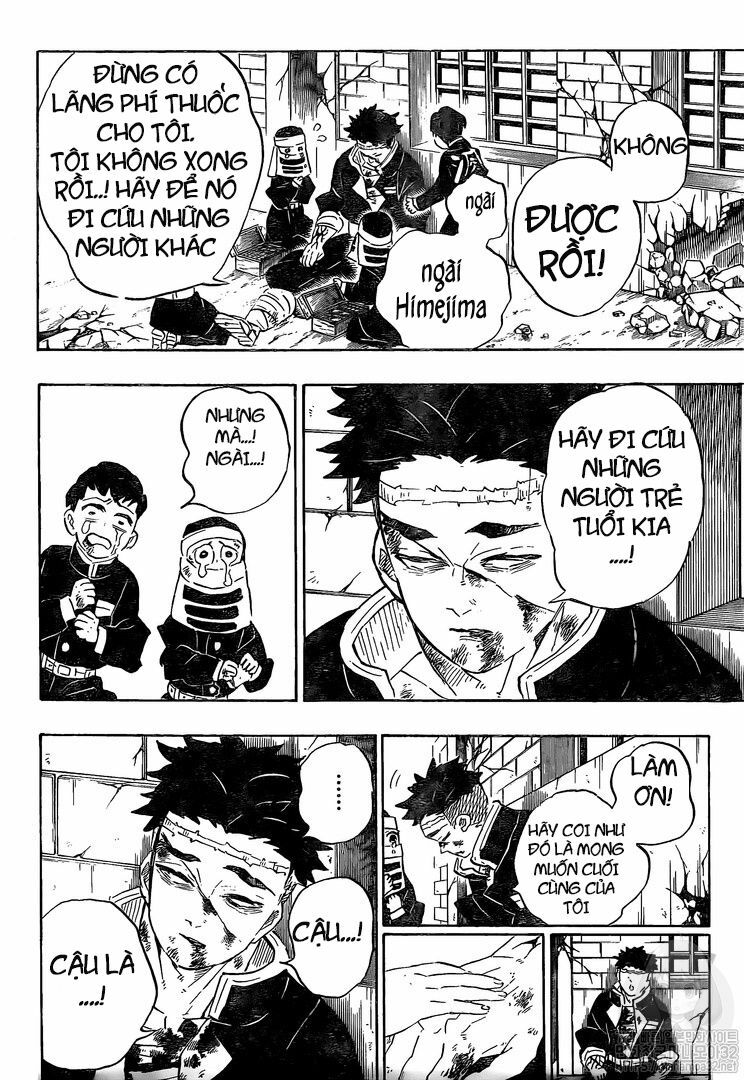 KHÔNG
ĐƯỢC
RỒI!
ngài
ngài
Himejima
ĐỪNG CÓ
LÃNG PHÍ THUỐC
CHO TÔI.
TÔI KHÔNG XONG
RỒI..! HÃY ĐỂ NÓ
ĐI CỨU NHỮNG
NGƯỜI KHÁC
HÃY ĐI CỨU
NHỮNG
NGƯỜI TRẺ
TUỔI KIA
....!
NHƯNG
MÀ...!
NGÀI...!
LÀM
ƠN!
HÃY COI NHƯ
ĐÓ LÀ MONG
MUỐN CUỐI
CÙNG CỦA
TÔI
......
CẬU...!
CẬU LÀ
....!